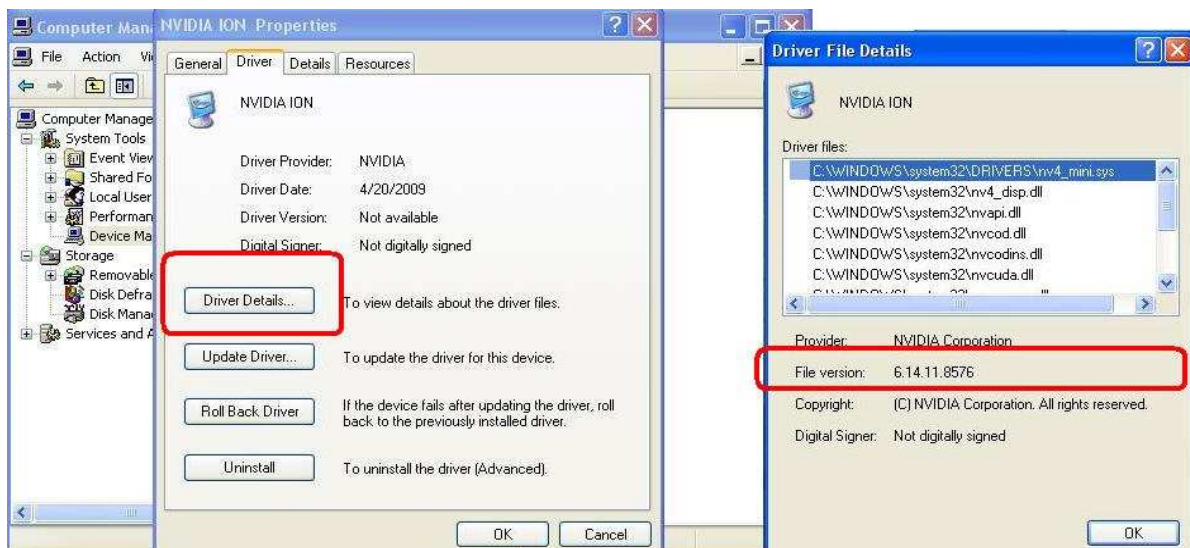 Computer Mana
File Action Vi
Computer Manage
System Tools
Event View
Shared Fo
Local User
Performan
Device Ma
Storage
Removable
Disk Defra
Disk Mana
Services and A
NVIDIA ION Properties
General Driver Details Resources
NVIDIA ION
Driver Provider: NVIDIA
Driver Date: 4/20/2009
Driver Version: Not available
Digital Signer: Not digitally signed
Driver Details... To view details about the driver files.
Update Driver... To update the driver for this device.
Roll Back Driver If the device fails after updating the driver, roll
back to the previously installed driver.
Uninstall To uninstall the driver (Advanced).
OK Cancel
Driver File Details
NVIDIA ION
Driver files:
C:\WINDOWS\system32\DRIVERS\nv4_mini.sys
C:\WINDOWS\system32\nv4_disp.dll
C:\WINDOWS\system32\nvapi.dll
C:\WINDOWS\system32\nvcod.dll
C:\WINDOWS\system32\nvcodins.dll
C:\WINDOWS\system32\nvcuda.dll
Provider: NVIDIA Corporation
File version: 6.14.11.8576
Copyright: (C) NVIDIA Corporation. All rights reserved.
Digital Signer: Not digitally signed
OK